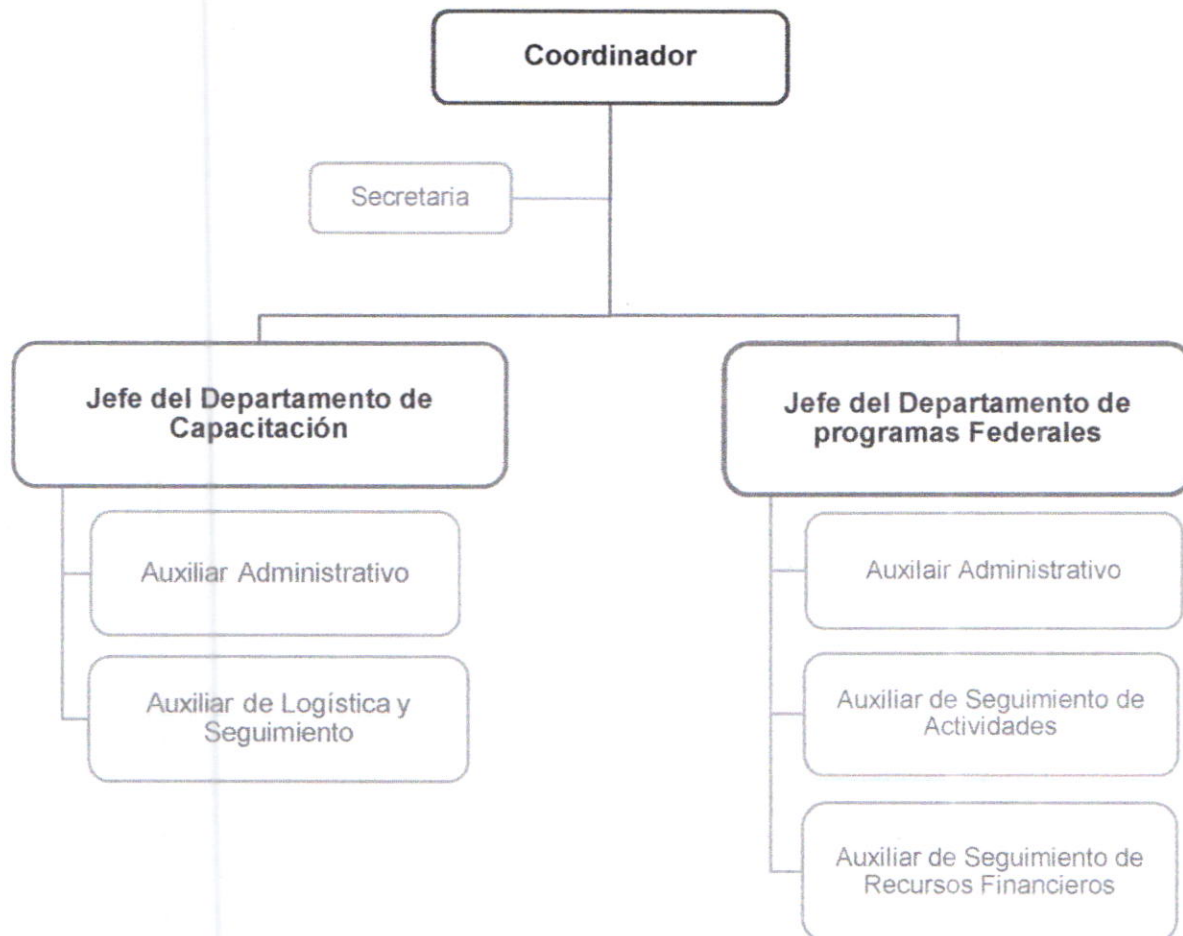 Coordinador
Secretaria
Jefe del Departamento de
Capacitación
Auxiliar Administrativo
Auxiliar de Logística y
Seguimiento
Jefe del Departamento de
programas Federales
Auxilair Administrativo
Auxiliar de Seguimiento de
Actividades
Auxiliar de Seguimiento de
Recursos Financieros